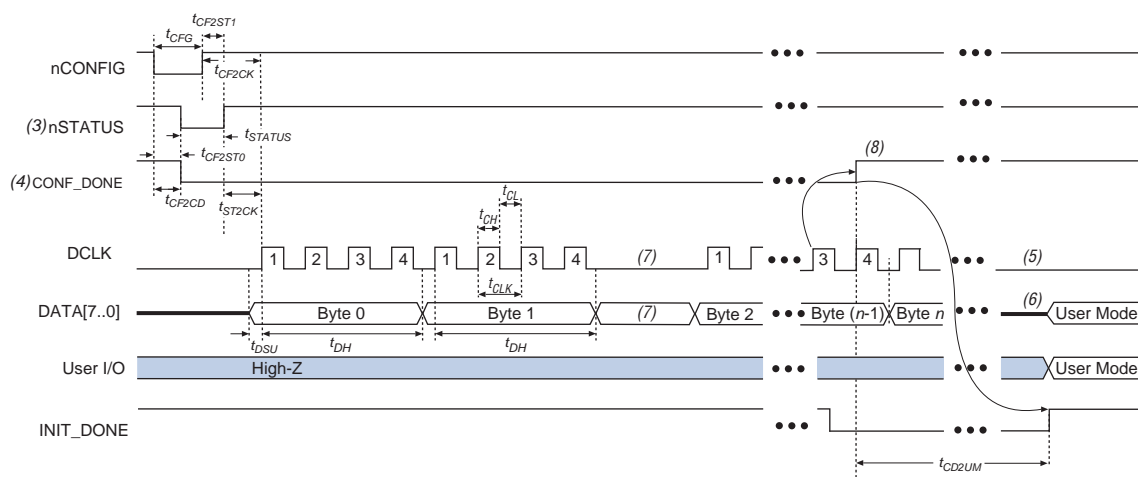 tCF2ST1
tCFG
nCONFIG
tCF2CK
(3) nSTATUS
tSTATUS
tCF2ST0
(8)
(4) CONF_DONE
tCF2CD
tST2CK
tCL
tCH
DCLK
1 2 3 4 1 2 3 4 (7) 1 3 4 (5)
tCLK
DATA[7..0]
Byte 0 Byte 1 (7) Byte 2 Byte (n-1) Byte n (6) User Mode
tDSU tDH tDH
User I/O High-Z User Mode
INIT_DONE
tCD2UM